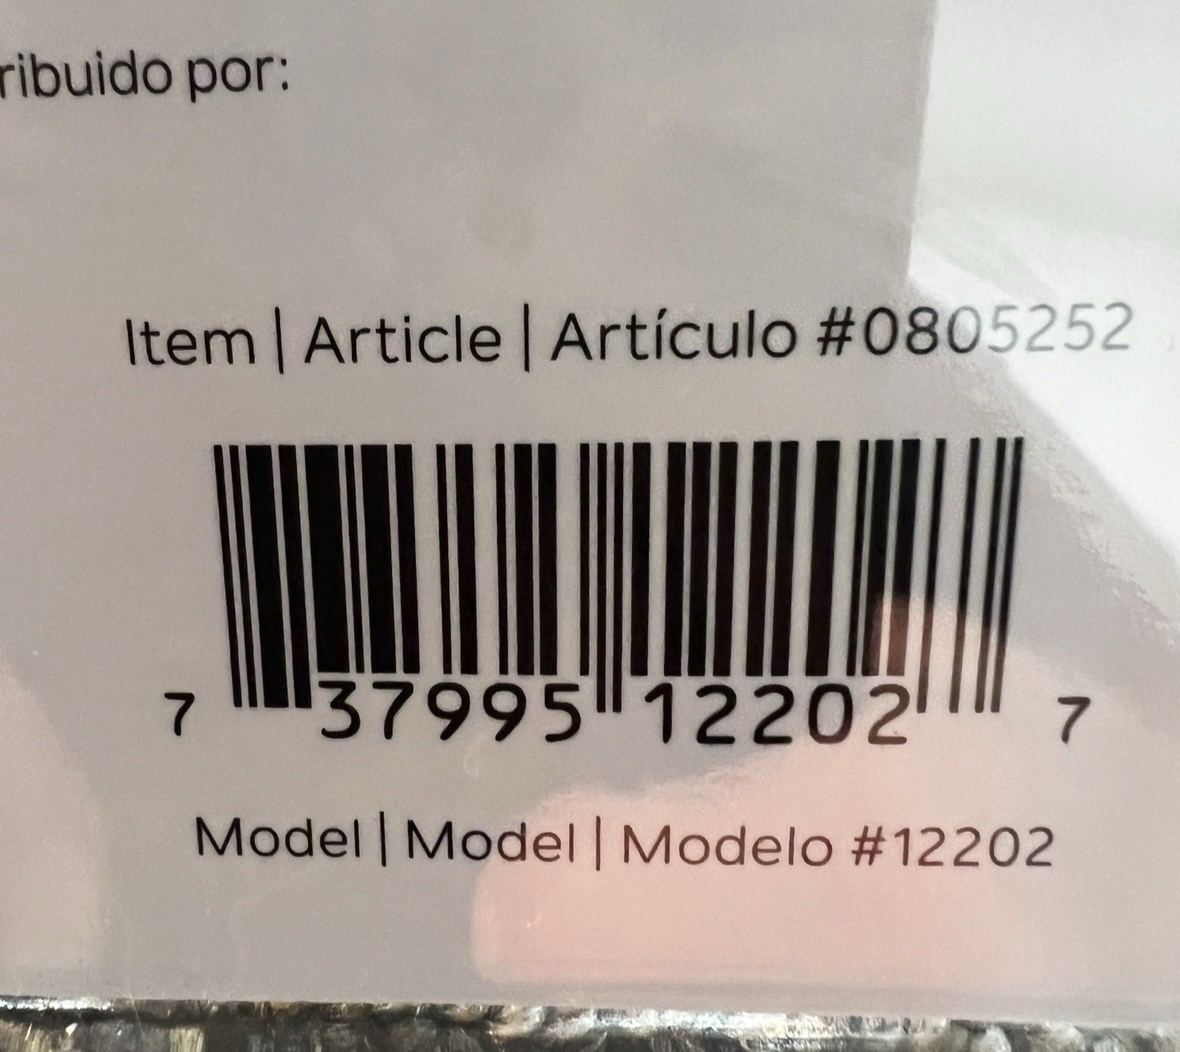 ribuido por:
Item | Article | Artículo #0805252
7 37995 12202 7
Model | Model | Modelo #12202